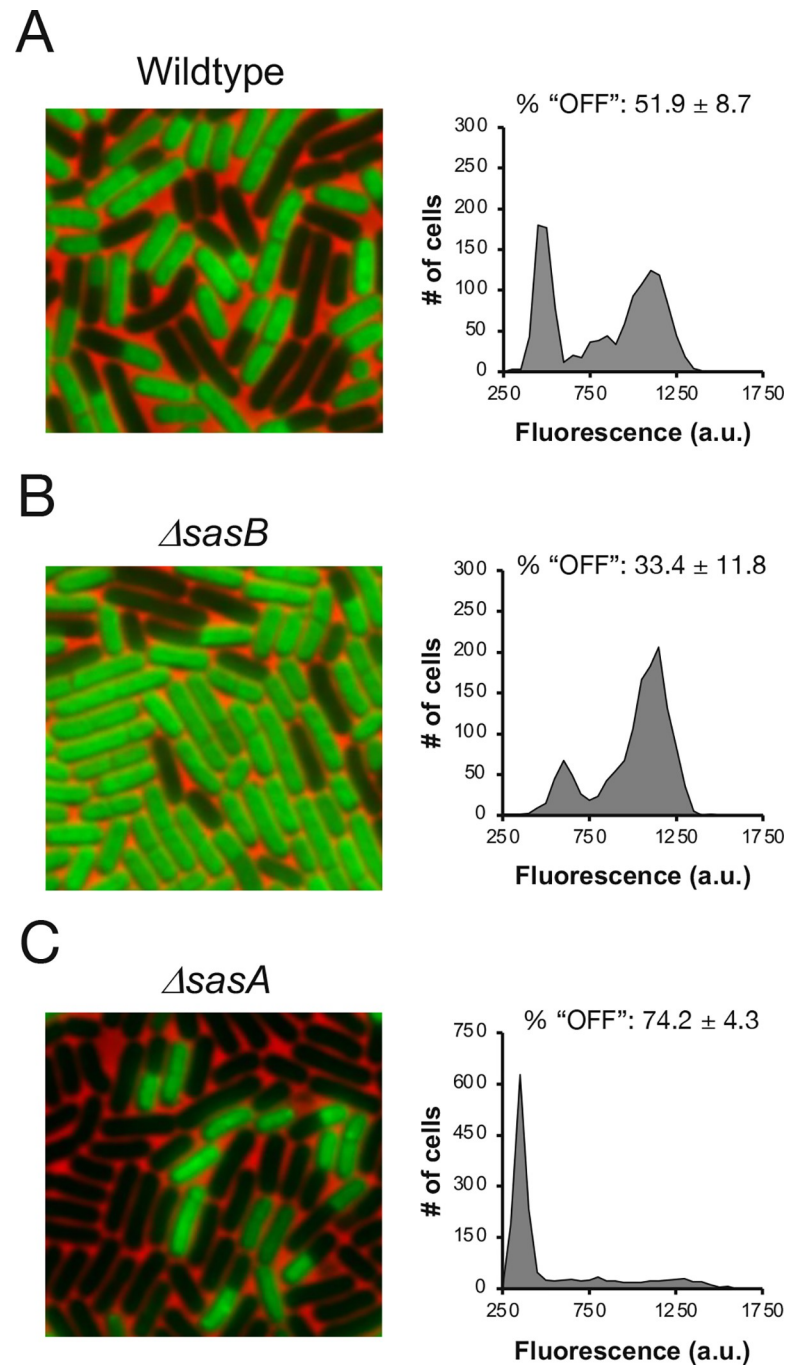 A
Wildtype
% “OFF”: 51.9 ± 8.7
300
250
200
150
100
50
0
# of cells
250 750 1250 1750
Fluorescence (a.u.)
B
ΔsasB
% “OFF”: 33.4 ± 11.8
300
250
200
150
100
50
0
# of cells
250 750 1250 1750
Fluorescence (a.u.)
C
ΔsasA
% “OFF”: 74.2 ± 4.3
750
600
450
300
150
0
# of cells
250 750 1250 1750
Fluorescence (a.u.)